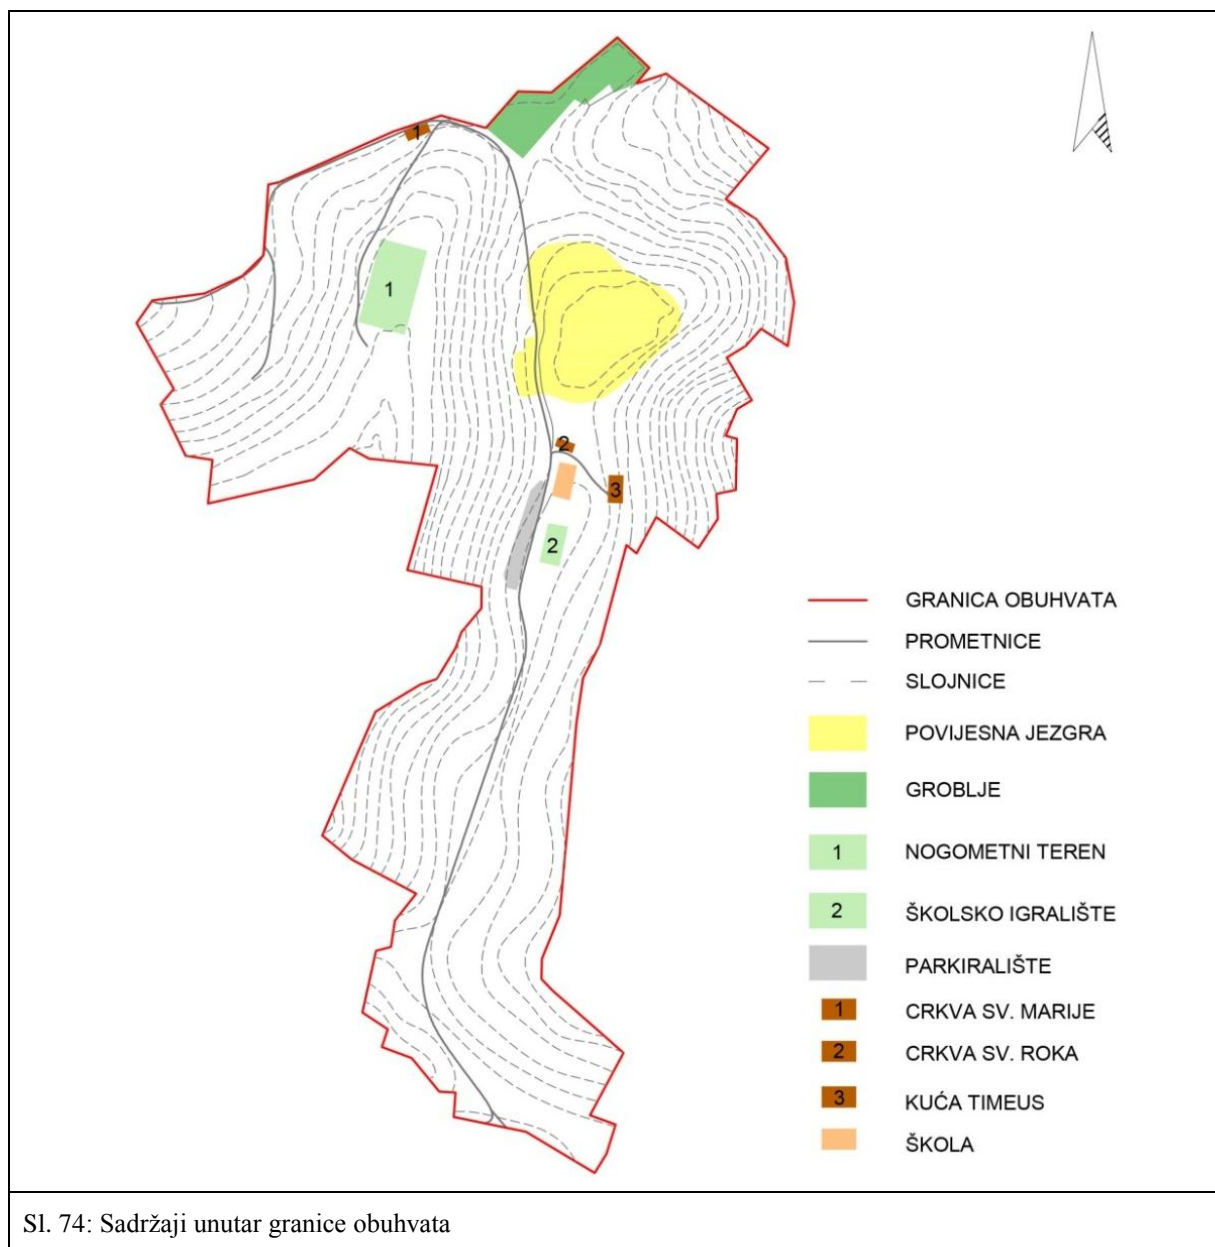 1
1
2
3
2
GRANICA OBUHVATA
PROMETNICE
SLOJNICE
POVIJESNA JEZGRA
GROBLJE
1 NOGOMETNI TEREN
2 ŠKOLSKO IGRALIŠTE
PARKIRALIŠTE
1 CRKVA SV. MARIJE
2 CRKVA SV. ROKA
3 KUĆA TIMEUS
ŠKOLA
Sl. 74: Sadržaji unutar granice obuhvata